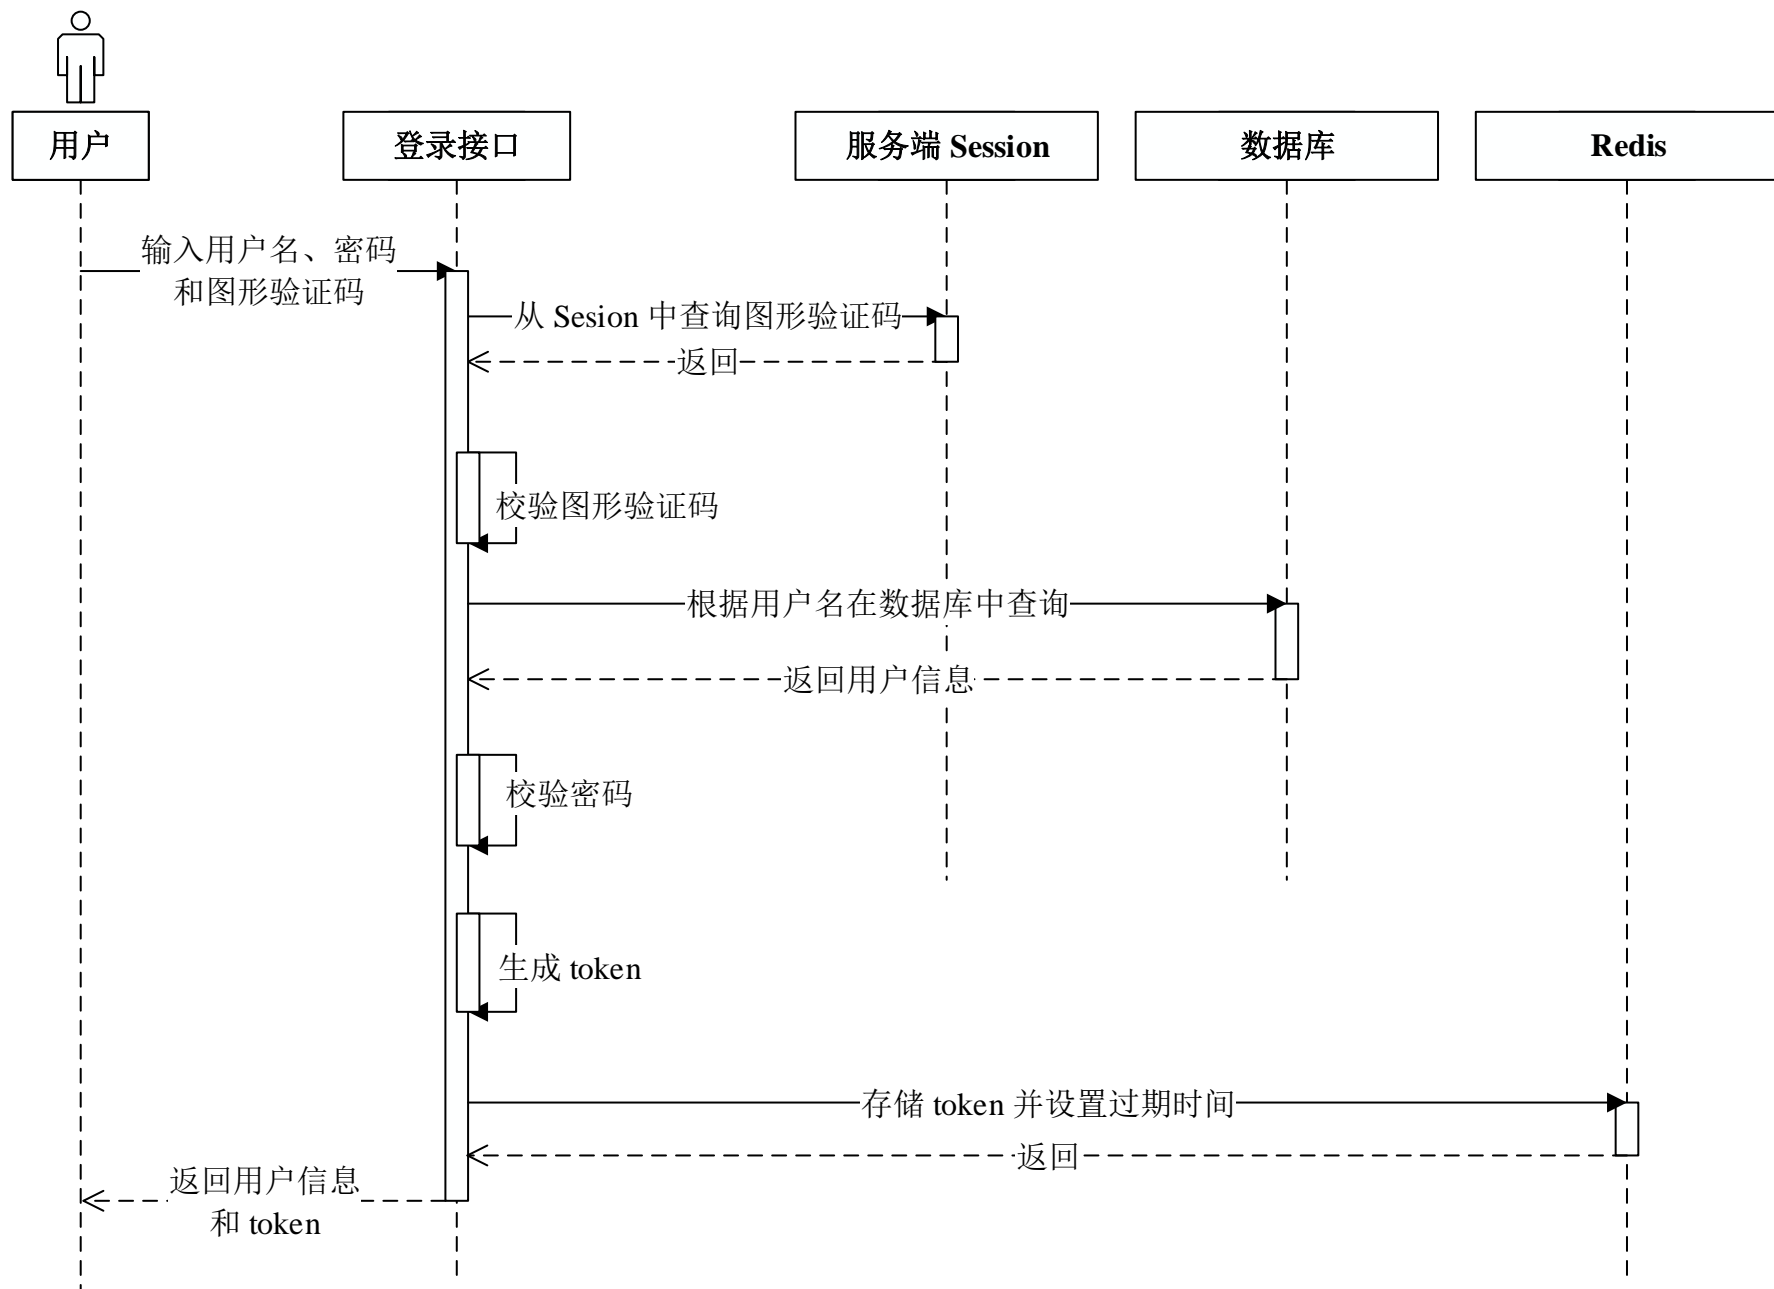 用户
登录接口
服务端 Session
数据库
Redis
输入用户名、密码
和图形验证码
从 Sesion 中查询图形验证码
返回
校验图形验证码
根据用户名在数据库中查询
返回用户信息
校验密码
生成 token
存储 token 并设置过期时间
返回
返回用户信息
和 token